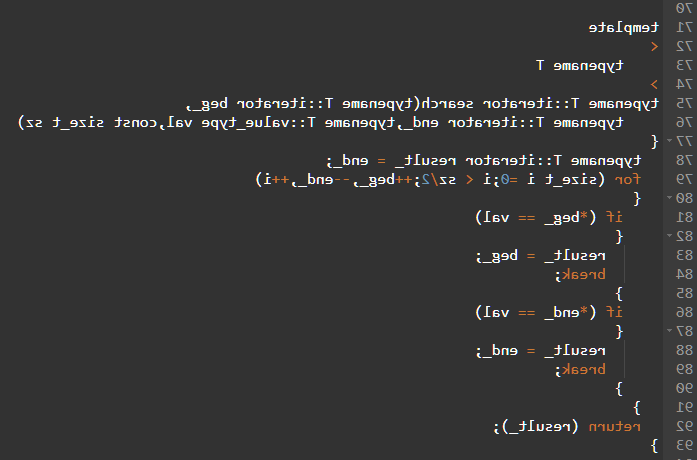 70
71 template
72 <
73 typename T
74 >
75 typename T::iterator search(typename T::iterator beg_,
76 typename T::iterator end_,typename T::value_type val,const size_t sz)
77 {
78 typename T::iterator result_ = end_;
79 for (size_t i =0;i < sz/2;++beg_,--end_,++i)
80 {
81 if (*beg_ == val)
82 {
83 result_ = beg_;
84 break;
85 }
86 if (*end_ == val)
87 {
88 result_ = end_;
89 break;
90 }
91 }
92 return (result_);
93 }